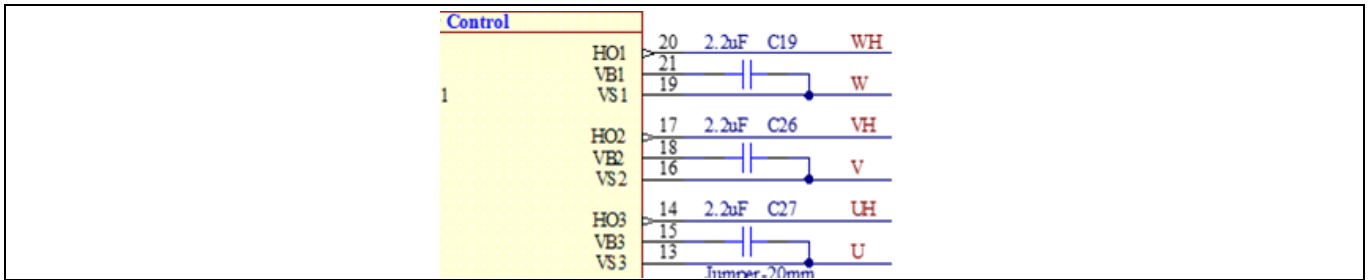 Control
HO1 20 2.2uF C19 WH
VB1 21
1 VS1 19 W
HO2 17 2.2uF C26 VH
VB2 18
VS2 16 V
HO3 14 2.2uF C27 UH
VB3 15
VS3 13 U
Jumper-20mm